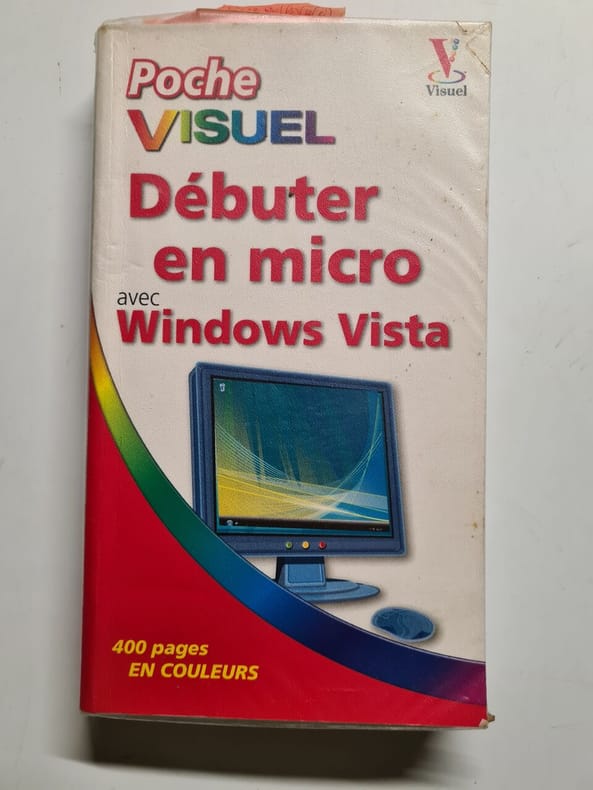 Poche
VISUEL
Visuel
Débuter
en micro
avec
Windows Vista
400 pages
EN COULEURS